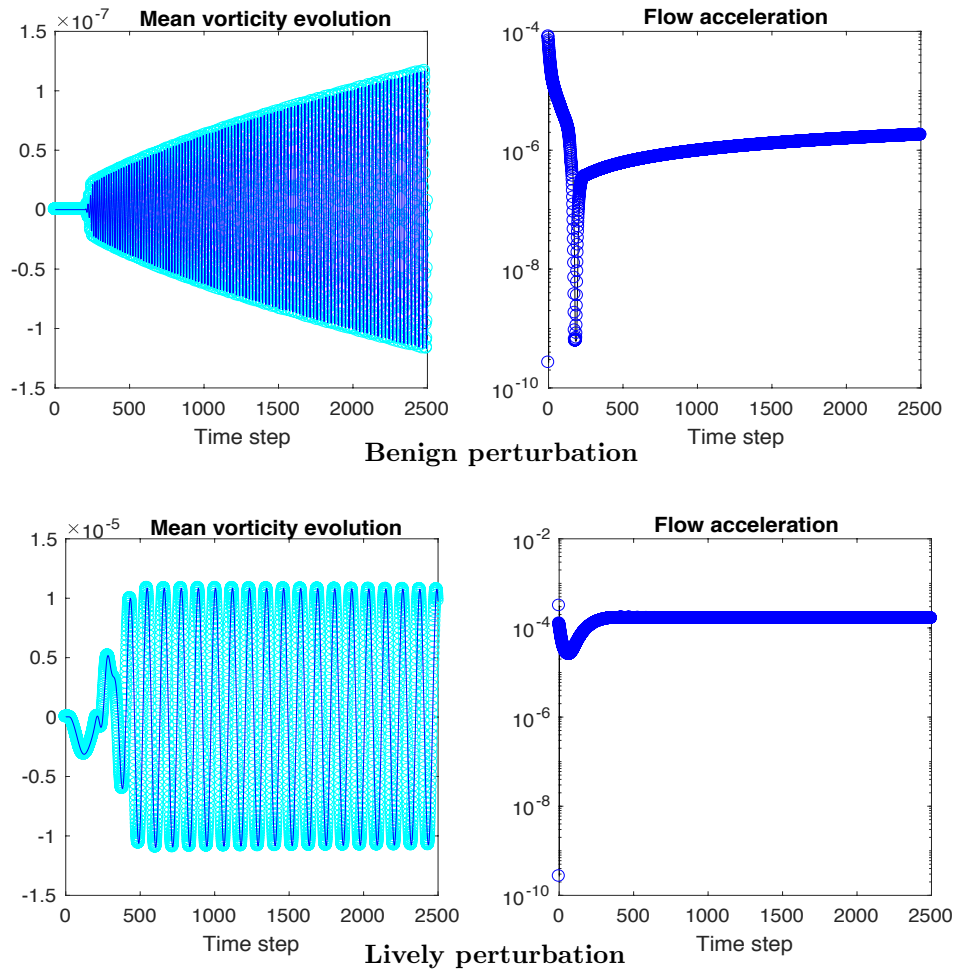 Mean vorticity evolution
×10⁻⁷
1.5
1
0.5
0
-0.5
-1
-1.5
0 500 1000 1500 2000 2500
Time step
Flow acceleration
10⁻⁴
10⁻⁶
10⁻⁸
10⁻¹⁰
0 500 1000 1500 2000 2500
Time step
Benign perturbation
Mean vorticity evolution
×10⁻⁵
1.5
1
0.5
0
-0.5
-1
-1.5
0 500 1000 1500 2000 2500
Time step
Flow acceleration
10⁻²
10⁻⁴
10⁻⁶
10⁻⁸
10⁻¹⁰
0 500 1000 1500 2000 2500
Time step
Lively perturbation